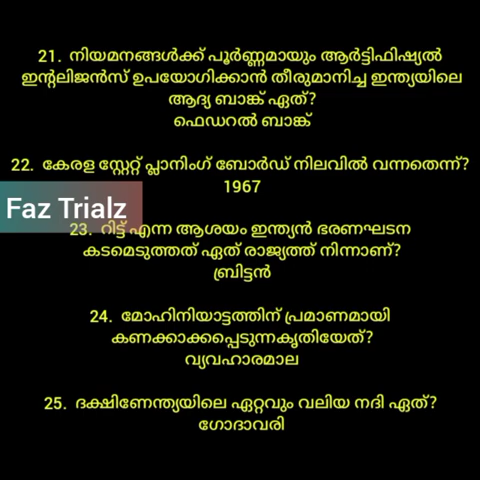 21. നിയമനങ്ങൾക്ക് പൂർണ്ണമായും ആർട്ടിഫിഷ്യൽ
ഇന്റലിജൻസ് ഉപയോഗിക്കാൻ തീരുമാനിച്ച ഇന്ത്യയിലെ
ആദ്യ ബാങ്ക് ഏത്?
ഫെഡറൽ ബാങ്ക്
22. കേരള സ്റ്റേറ്റ് പ്ലാനിംഗ് ബോർഡ് നിലവിൽ വന്നതെന്ന്?
1967
Faz Trialz
23. റിട്ട് എന്ന ആശയം ഇന്ത്യൻ ഭരണഘടന
കടമെടുത്തത് ഏത് രാജ്യത്ത് നിന്നാണ്?
ബ്രിട്ടൻ
24. മോഹിനിയാട്ടത്തിന് പ്രമാണമായി
കണക്കാക്കപ്പെടുന്നകൃതിയേത്?
വ്യവഹാരമാല
25. ദക്ഷിണേന്ത്യയിലെ ഏറ്റവും വലിയ നദി ഏത്?
ഗോദാവരി